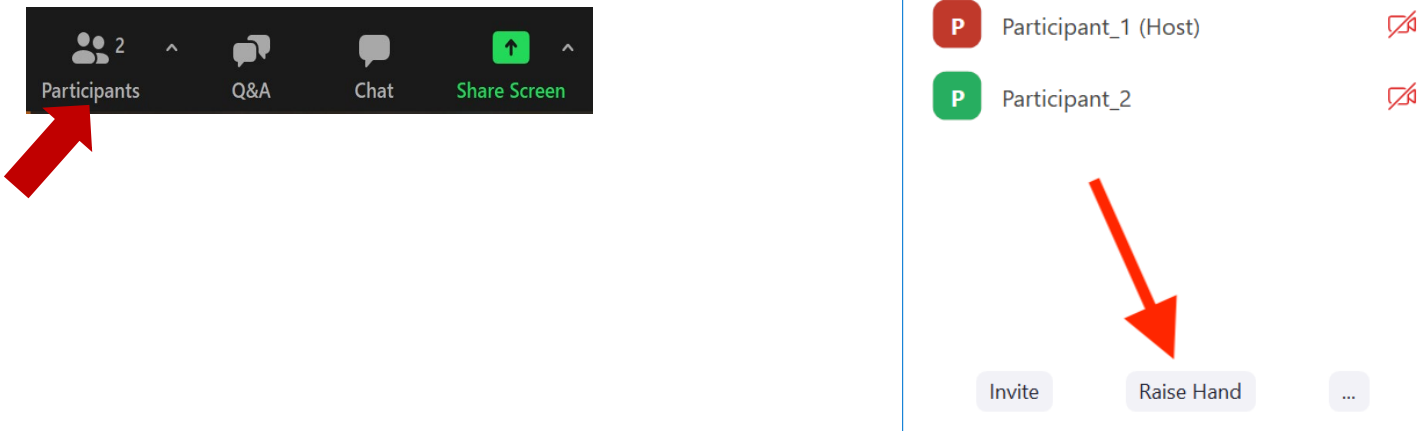 2
Participants
Q&A
Chat
Share Screen
P
Participant_1 (Host)
P
Participant_2
Invite
Raise Hand
...